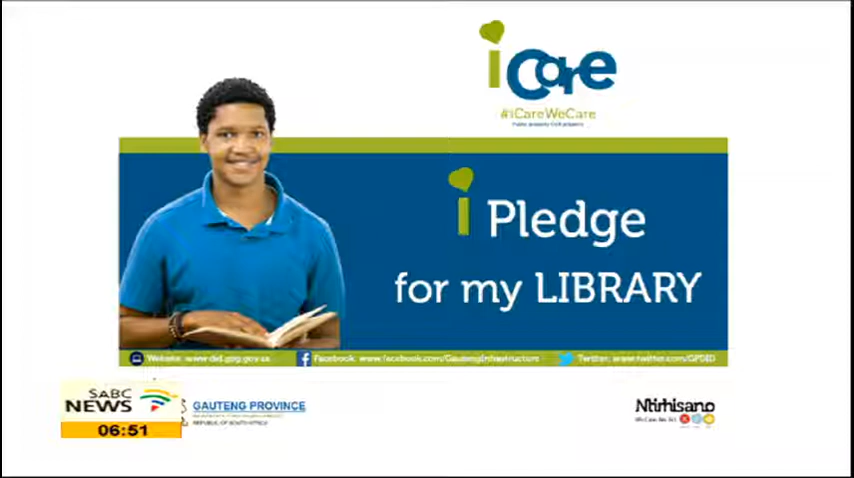 iCare
#iCareWeCare
i Pledge
for my LIBRARY
Website: www.did.gpg.gov.za
Facebook: www.facebook.com/GautengInfrastructure
Twitter: www.twitter.com/GPDID
SABC
NEWS
06:51
GAUTENG PROVINCE
REPUBLIC OF SOUTH AFRICA
Ntirhisano